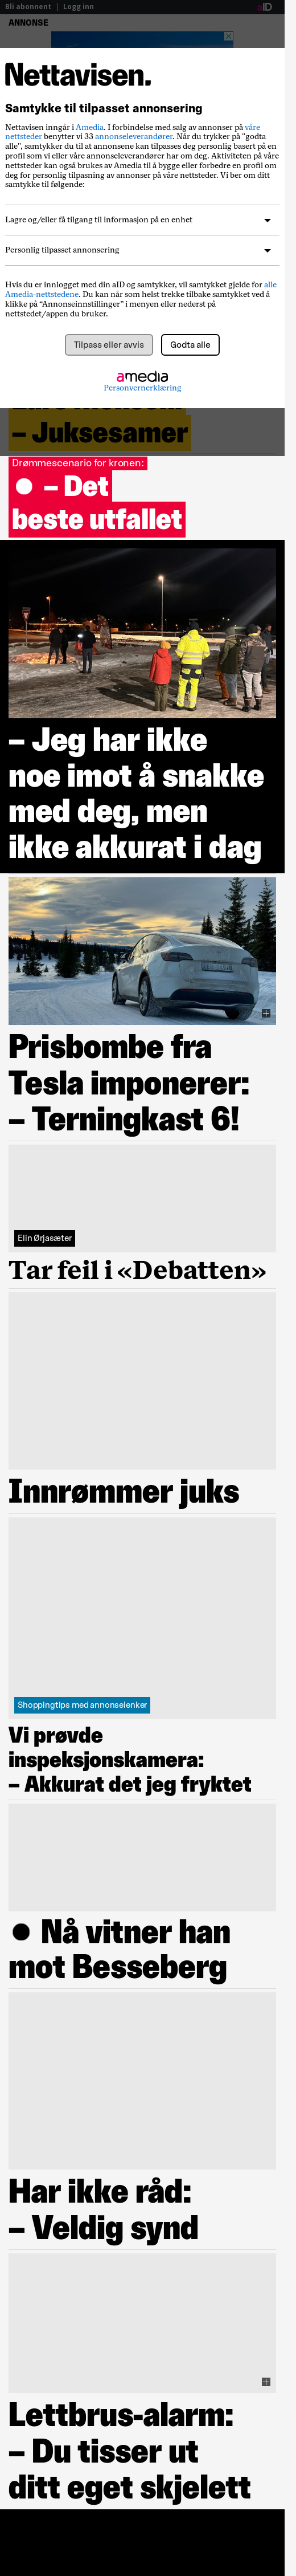 Bli abonnent | Logg inn
aID
ANNONSE
Nettavisen.
Samtykke til tilpasset annonsering
Nettavisen inngår i Amedia. I forbindelse med salg av annonser på våre
nettsteder benytter vi 33 annonseleverandører. Når du trykker på "godta
alle", samtykker du til at annonsene kan tilpasses deg personlig basert på en
profil som vi eller våre annonseleverandører har om deg. Aktiviteten på våre
nettsteder kan også brukes av Amedia til å bygge eller forbedre en profil om
deg for personlig tilpasning av annonser på våre nettsteder. Vi ber om ditt
samtykke til følgende:
Lagre og/eller få tilgang til informasjon på en enhet
Personlig tilpasset annonsering
Hvis du er innlogget med din aID og samtykker, vil samtykket gjelde for alle
Amedia-nettstedene. Du kan når som helst trekke tilbake samtykket ved å
klikke på “Annonseinnstillinger” i menyen eller nederst på
nettstedet/appen du bruker.
Tilpass eller avvis
Godta alle
amedia
Personvernerklæring
– Juksesamer
Drømmescenario for kronen:
– Det
beste utfallet
– Jeg har ikke
noe imot å snakke
med deg, men
ikke akkurat i dag
Prisbombe fra
Tesla imponerer:
– Terningkast 6!
Elin Ørjasæter
Tar feil i «Debatten»
Innrømmer juks
Shoppingtips med annonselenker
Vi prøvde
inspeksjonskamera:
– Akkurat det jeg fryktet
Nå vitner han
mot Besseberg
Har ikke råd:
– Veldig synd
Lettbrus-alarm:
– Du tisser ut
ditt eget skjelett